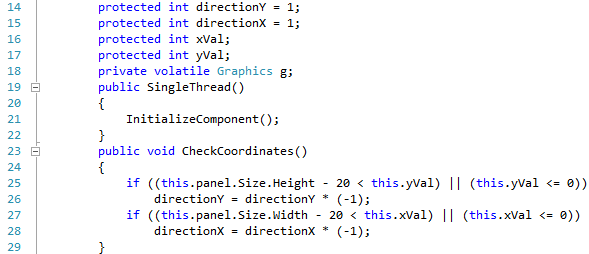 14 protected int directionY = 1;
15 protected int directionX = 1;
16 protected int xVal;
17 protected int yVal;
18 private volatile Graphics g;
19 public SingleThread()
20 {
21 InitializeComponent();
22 }
23 public void CheckCoordinates()
24 {
25 if ((this.panel.Size.Height - 20 < this.yVal) || (this.yVal <= 0))
26 directionY = directionY * (-1);
27 if ((this.panel.Size.Width - 20 < this.xVal) || (this.xVal <= 0))
28 directionX = directionX * (-1);
29 }